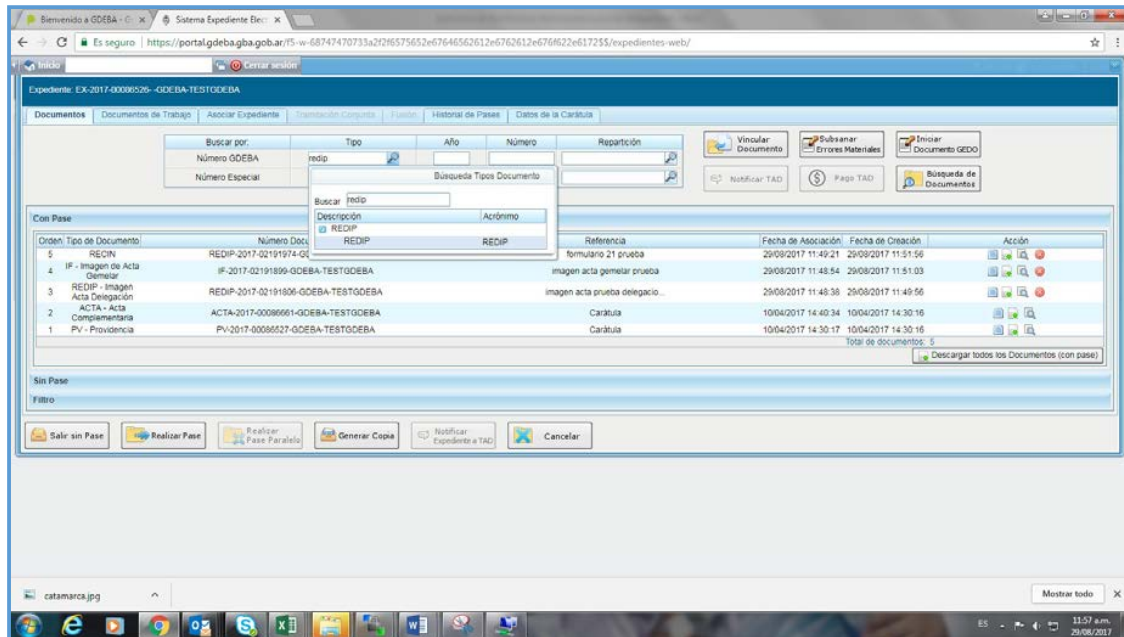 Bienvenido a GDEBA - G
Sistema Expediente Elec
Es seguro | https://portal.gdeba.gba.gob.ar/f5-w-68747470733a2f2f6575652e67646562612e6762612e676f622e6172$$/expedientes-web/
Inicio Cerrar sesión
Expediente: EX-2017-00086526- -GDEBA-TESTGDEBA
Documentos Documentos de Trabajo Asociar Expediente Tramitación Conjunta Fusión Historial de Pases Datos de la Carátula
Buscar por: Tipo Año Número Repartición
Número GDEBA redip
Número Especial
Vincular Documento
Subsanar Errores Materiales
Iniciar Documento GEDO
Notificar TAD
Pago TAD
Búsqueda de Documentos
Búsqueda Tipos Documento
Buscar redip
Descripción Acrónimo
REDIP
REDIP REDIP
Con Pase
Orden Tipo de Documento Número Docu Referencia Fecha de Asociación Fecha de Creación Acción
5 RECIN REDIP-2017-02191974-GD formulario 21 prueba 29/08/2017 11:49:21 29/08/2017 11:51:56
4 IF - Imagen de Acta Gemelar IF-2017-02191899-GDEBA-TESTGDEBA imagen acta gemelar prueba 29/08/2017 11:48:54 29/08/2017 11:51:03
3 REDIP - Imagen Acta Delegación REDIP-2017-02191806-GDEBA-TESTGDEBA imagen acta prueba delegacio... 29/08/2017 11:48:38 29/08/2017 11:49:56
2 ACTA - Acta Complementaria ACTA-2017-00086661-GDEBA-TESTGDEBA Carátula 10/04/2017 14:40:34 10/04/2017 14:30:16
1 PV - Providencia PV-2017-00086527-GDEBA-TESTGDEBA Carátula 10/04/2017 14:30:17 10/04/2017 14:30:16
Total de documentos: 5
Descargar todos los Documentos (con pase)
Sin Pase
Filtro
Salir sin Pase
Realizar Pase
Realizar Pase Paralelo
Generar Copia
Notificar Expediente a TAD
Cancelar
catamarca.jpg
Mostrar todo
ES
11:57 a.m.
29/08/2017